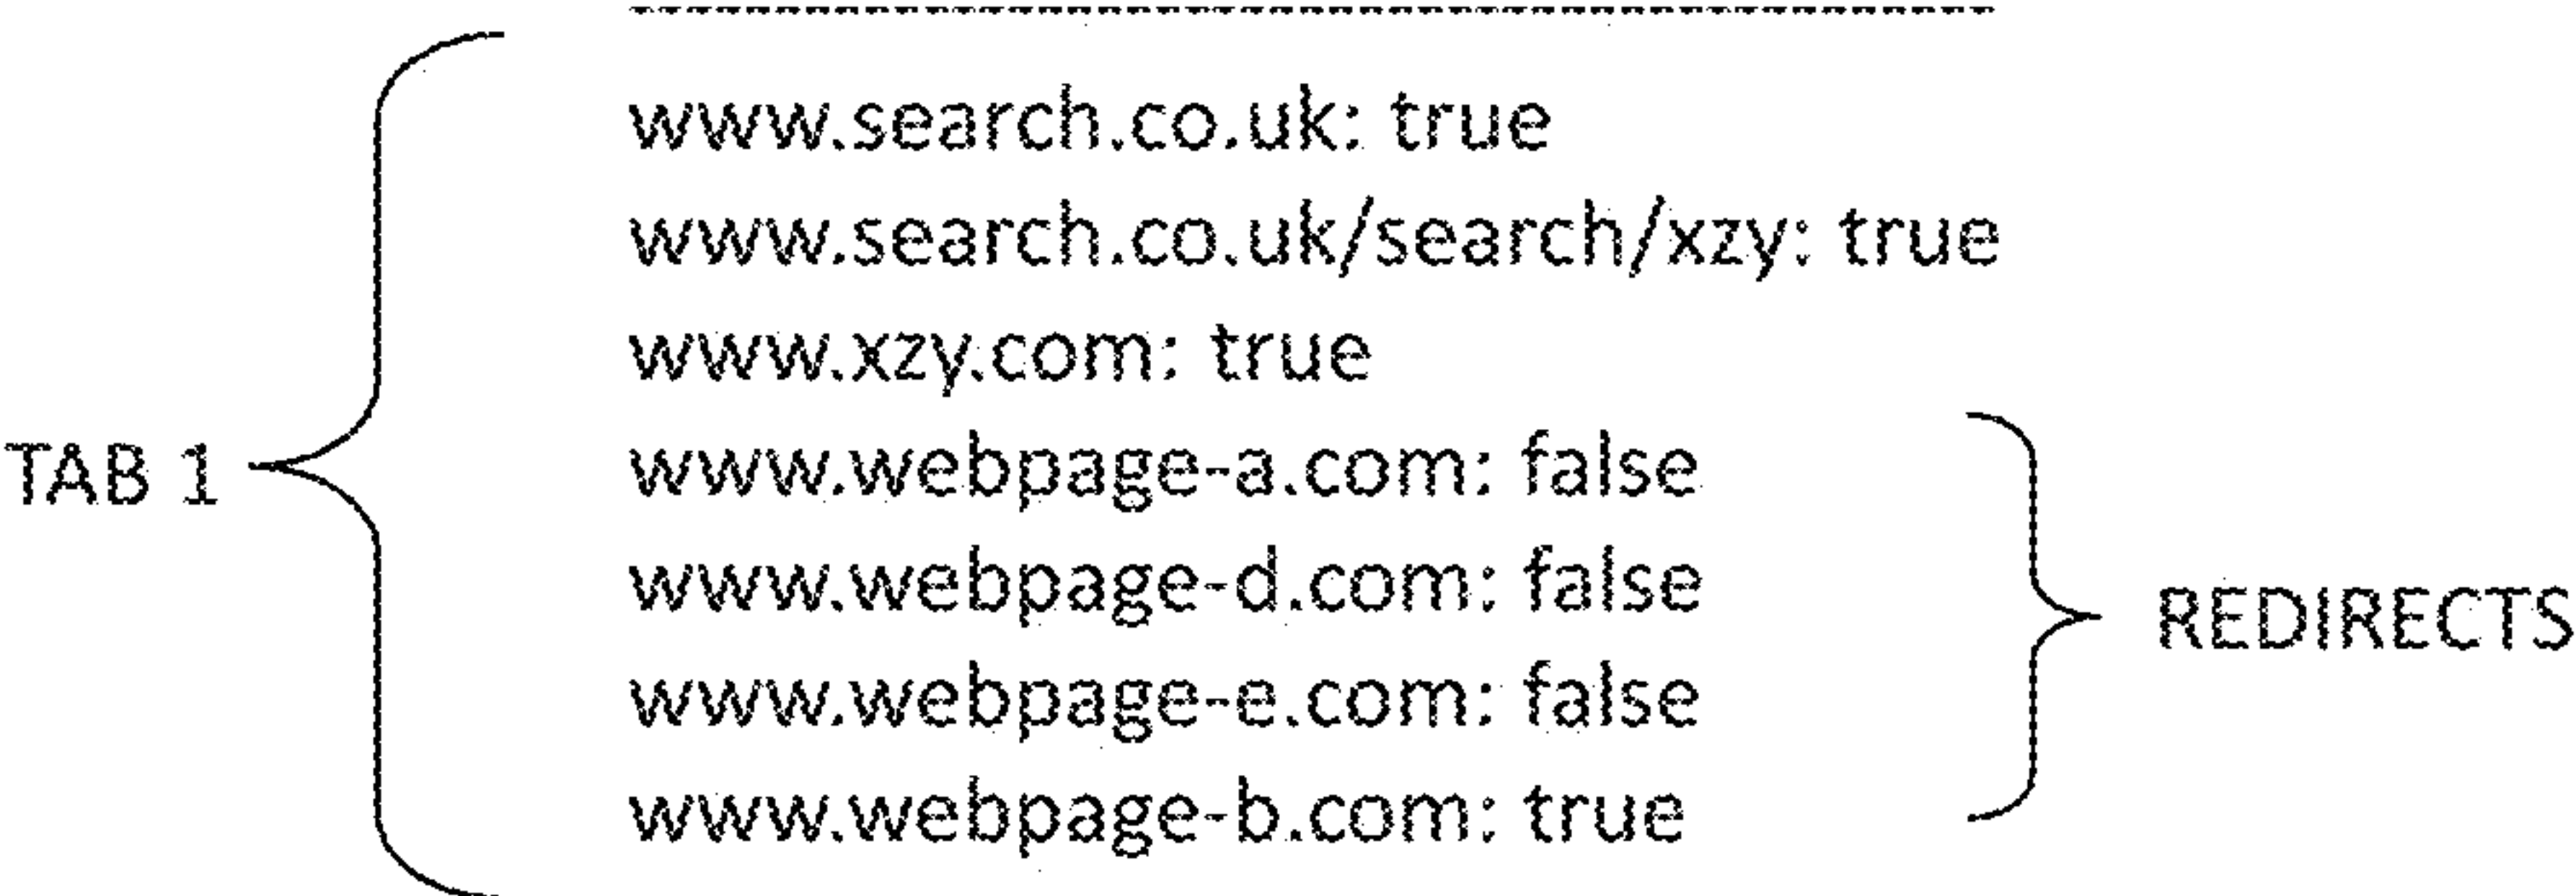 www.search.co.uk: true
www.search.co.uk/search/xzy: true
www.xzy.com: true
TAB 1
www.webpage-a.com: false
www.webpage-d.com: false
REDIRECTS
www.webpage-e.com: false
www.webpage-b.com: true